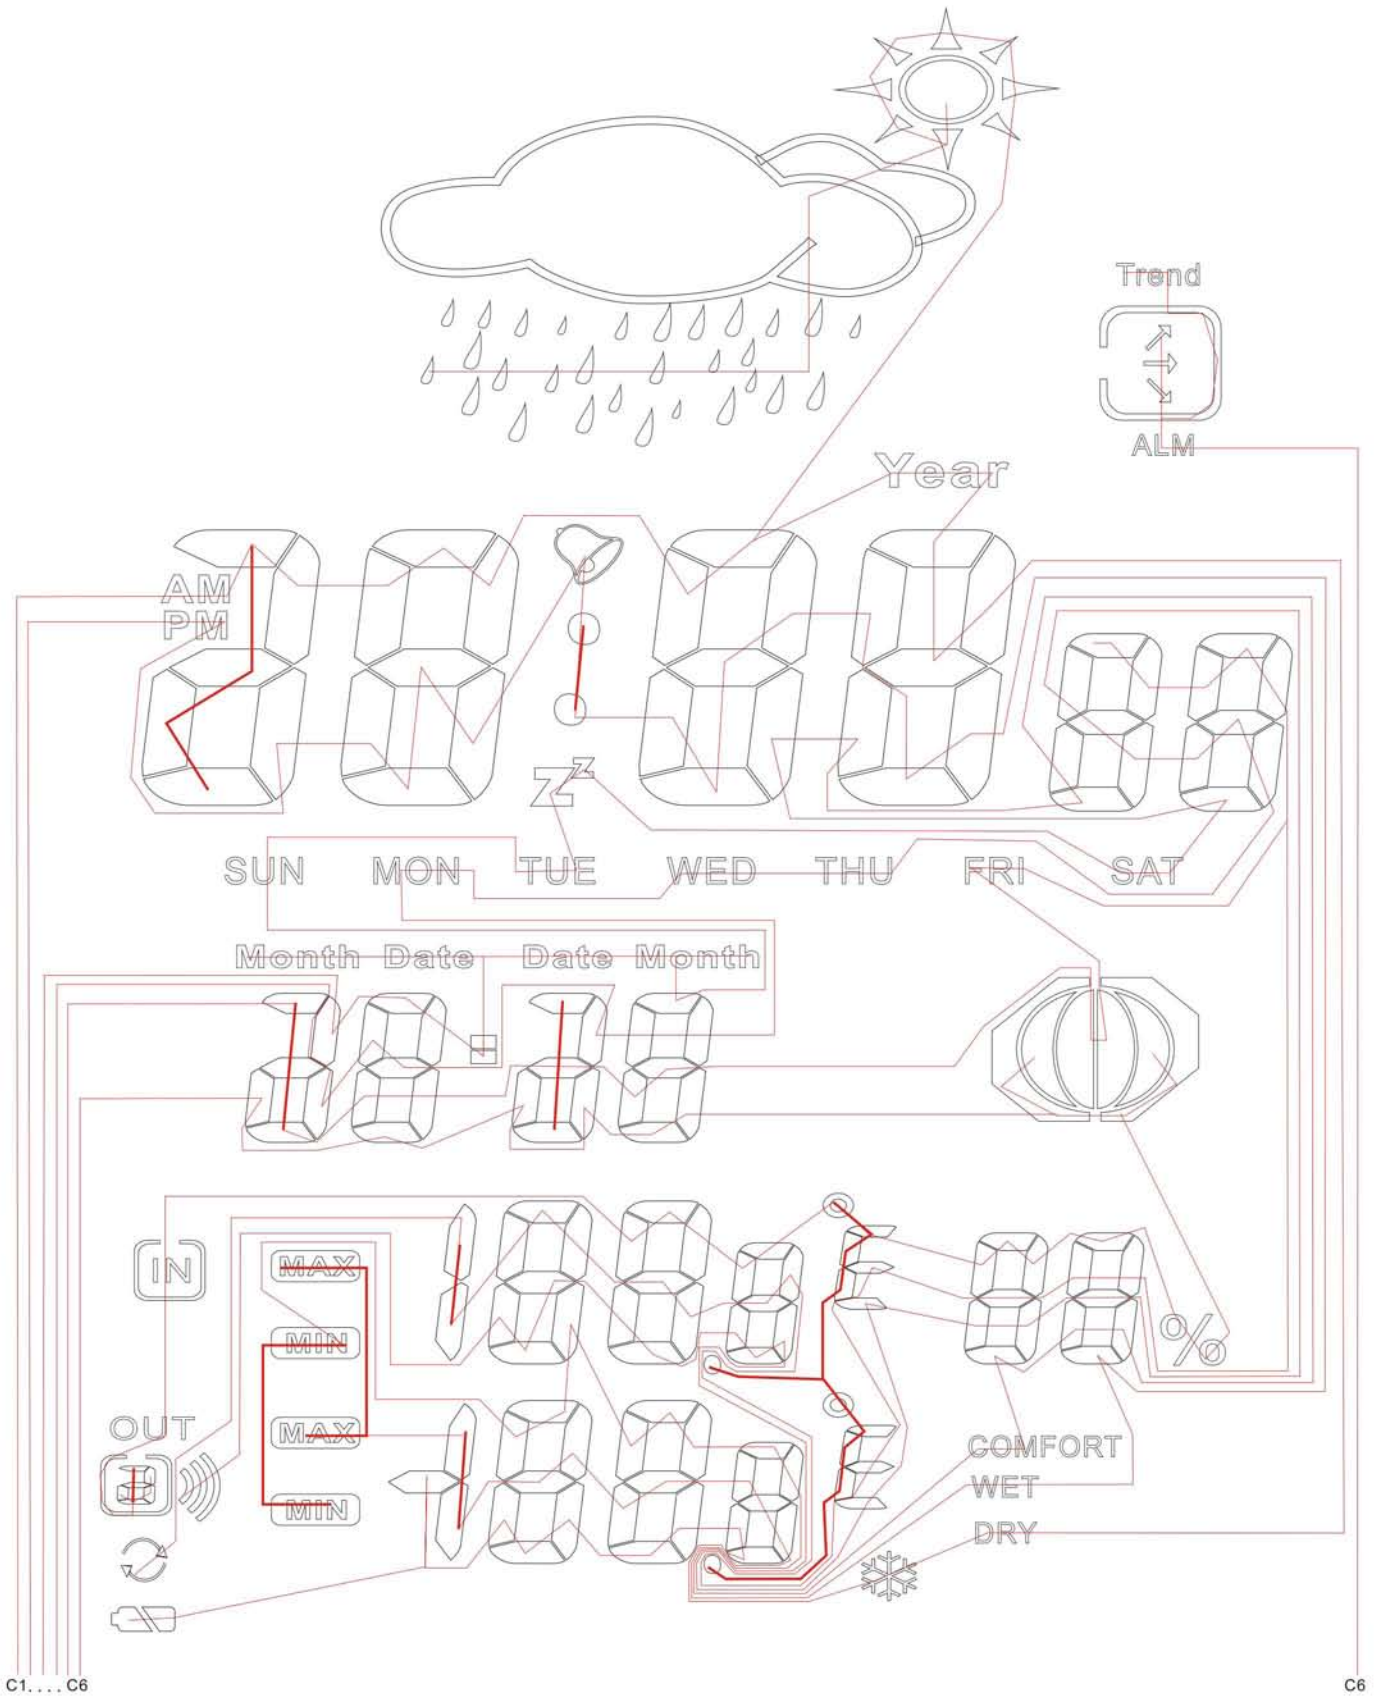 Trend
ALM
Year
AM
PM
Zz
SUN MON TUE WED THU FRI SAT
Month Date Date Month
IN
MAX
MIN
%
OUT
MAX
COMFORT
WET
MIN
DRY
C1.... C6
C6